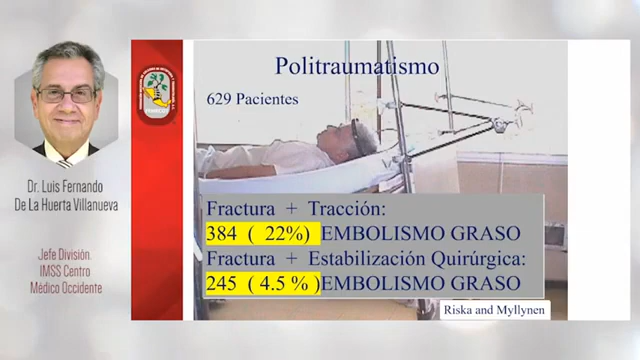 Dr. Luis Fernando
De La Huerta Villanueva
Jefe División
IMSS Centro
Médico Occidente
Politraumatismo
629 Pacientes
Fractura + Tracción:
384 ( 22%) EMBOLISMO GRASO
Fractura + Estabilización Quirúrgica:
245 ( 4.5 % )EMBOLISMO GRASO
Riska and Myllynen